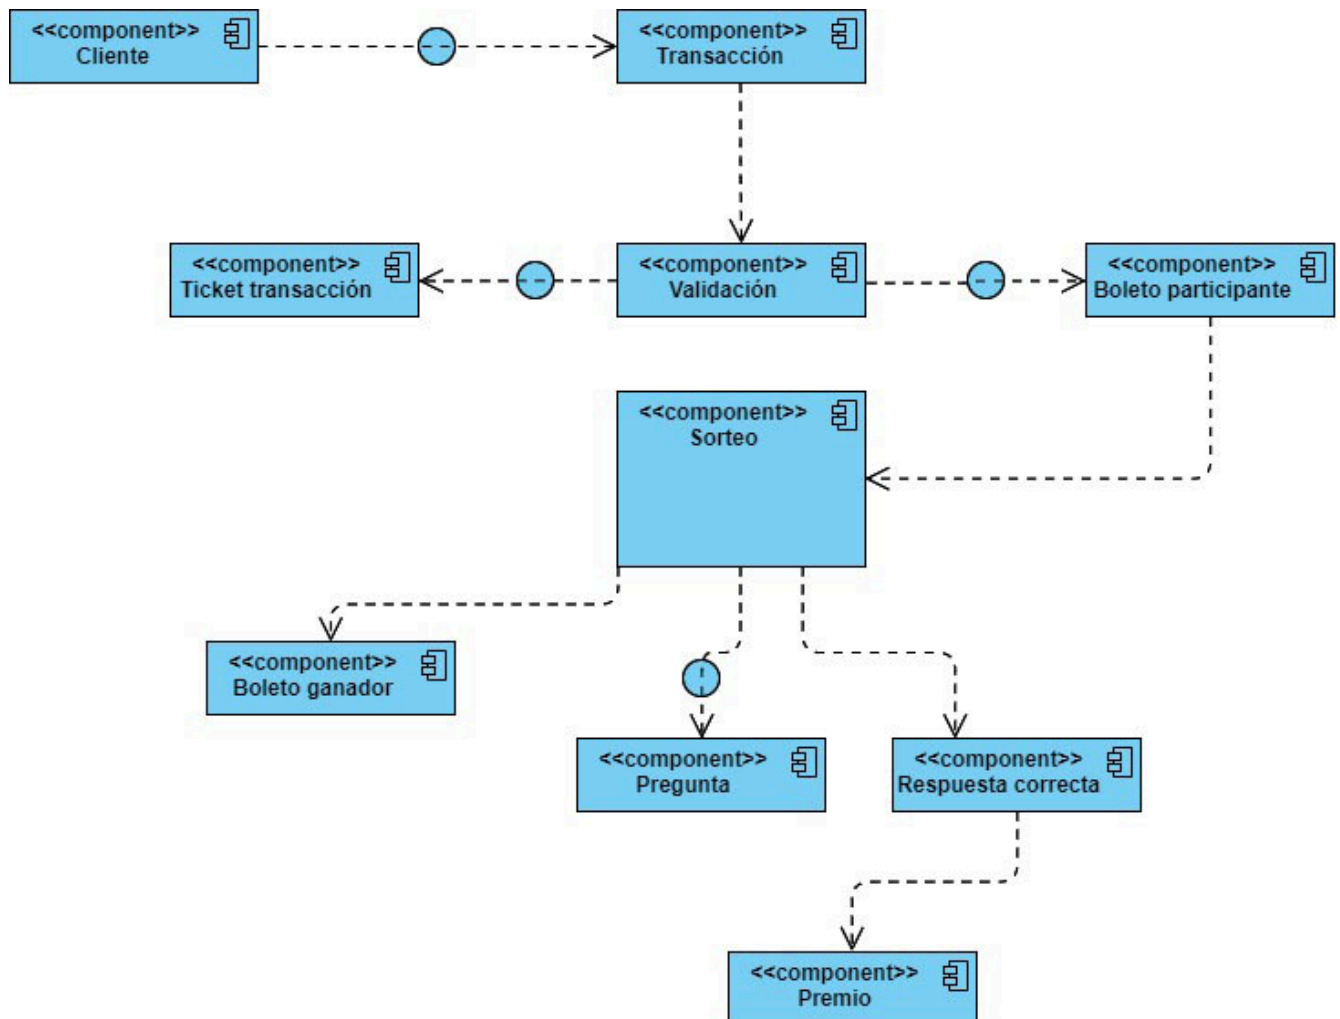 <<component>>
Cliente
<<component>>
Transacción
<<component>>
Ticket transacción
<<component>>
Validación
<<component>>
Boleto participante
<<component>>
Sorteo
<<component>>
Boleto ganador
<<component>>
Pregunta
<<component>>
Respuesta correcta
<<component>>
Premio